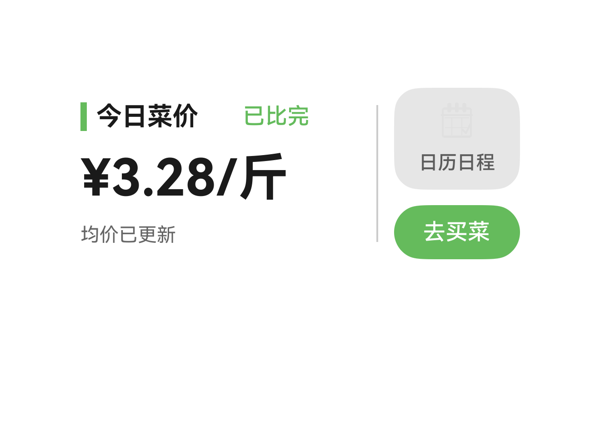 今日菜价 已比完
¥3.28/斤
均价已更新
日历日程
去买菜